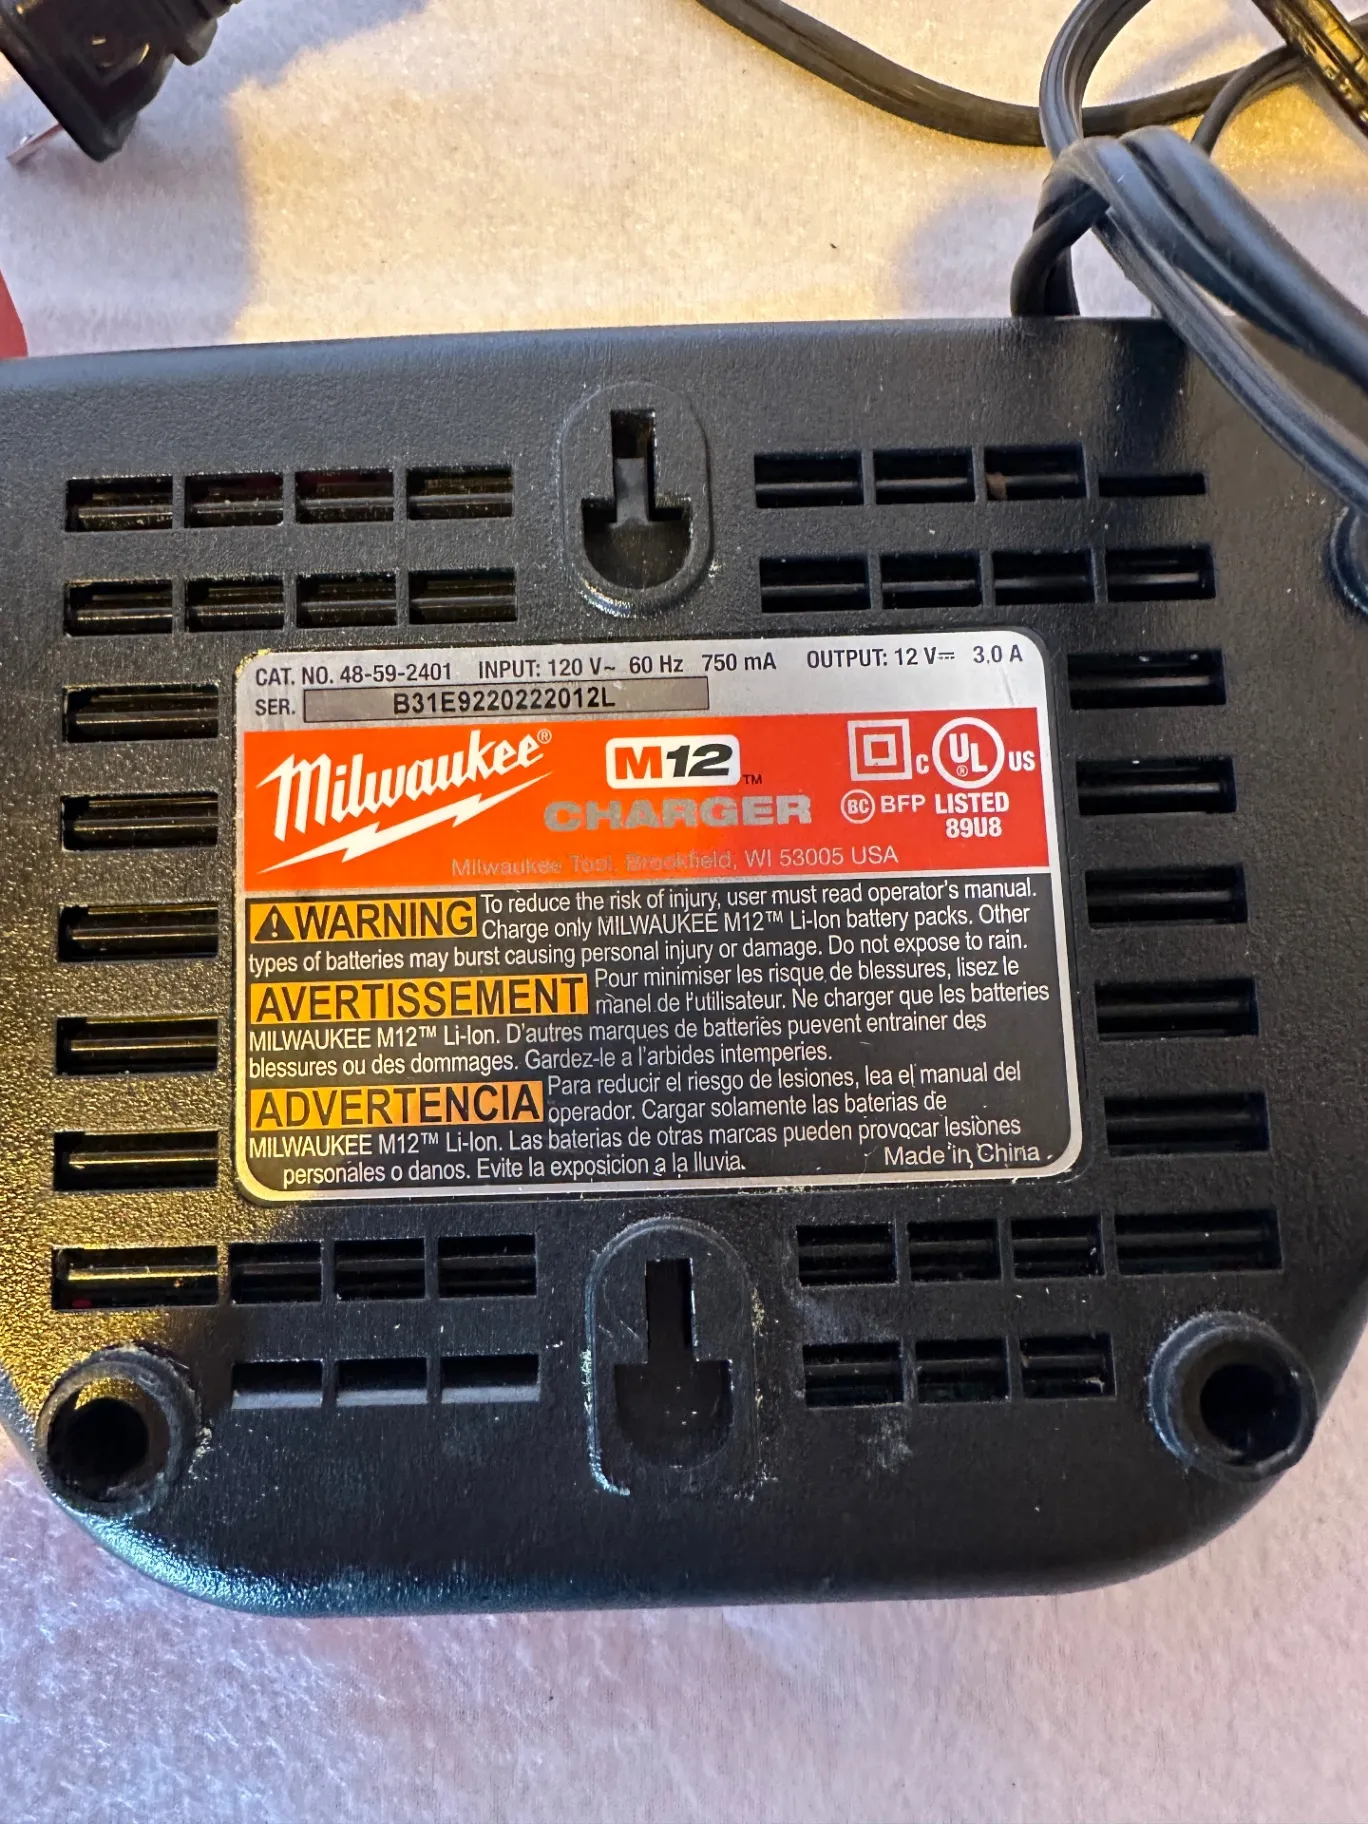 CAT. NO. 48-59-2401 INPUT: 120 V~ 60 Hz 750 mA OUTPUT: 12 V⎓ 3.0 A
SER. B31E9220222012L
Milwaukee® M12™ C UL® US
CHARGER BC BFP LISTED
89U8
Milwaukee Tool, Brookfield, WI 53005 USA
⚠WARNING To reduce the risk of injury, user must read operator's manual.
Charge only MILWAUKEE M12™ Li-Ion battery packs. Other
types of batteries may burst causing personal injury or damage. Do not expose to rain.
AVERTISSEMENT Pour minimiser les risque de blessures, lisez le
manel de l'utilisateur. Ne charger que les batteries
MILWAUKEE M12™ Li-Ion. D'autres marques de batteries puevent entrainer des
blessures ou des dommages. Gardez-le a l'arbides intemperies.
ADVERTENCIA Para reducir el riesgo de lesiones, lea el manual del
operador. Cargar solamente las baterias de
MILWAUKEE M12™ Li-Ion. Las baterias de otras marcas pueden provocar lesiones
personales o danos. Evite la exposicion a la lluvia. Made in China